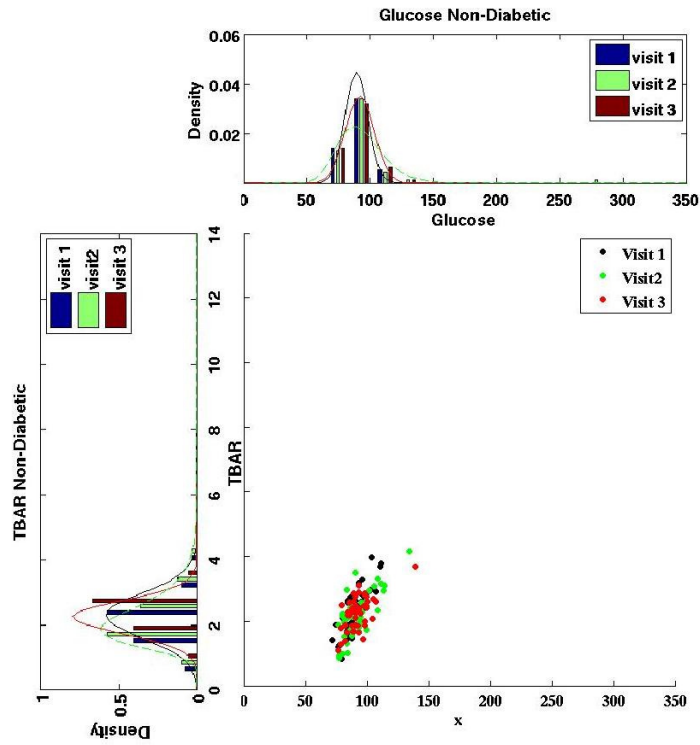 Glucose Non-Diabetic
0.06
0.04
0.02
Density
visit 1
visit 2
visit 3
0 50 100 150 200 250 300 350
Glucose
TBAR Non-Diabetic
visit 1
visit2
visit 3
1 0.5 0
Density
14
12
10
8
6
4
2
0
TBAR
Visit 1
Visit2
Visit 3
0 50 100 150 200 250 300 350
x